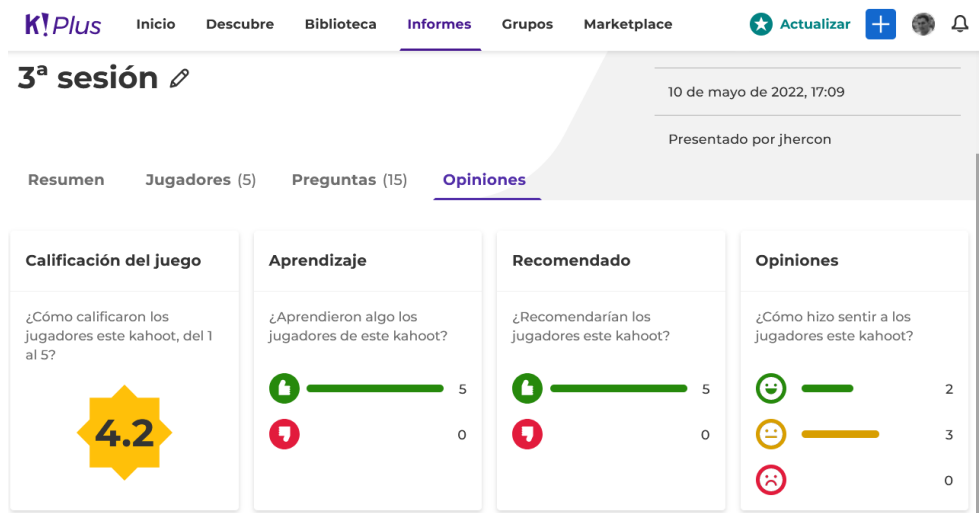 K!Plus
Inicio
Descubre
Biblioteca
Informes
Grupos
Marketplace
Actualizar
3ª sesión
10 de mayo de 2022, 17:09
Presentado por jhercon
Resumen
Jugadores (5)
Preguntas (15)
Opiniones
Calificación del juego
¿Cómo calificaron los
jugadores este kahoot, del 1
al 5?
4.2
Aprendizaje
¿Aprendieron algo los
jugadores de este kahoot?
5
0
Recomendado
¿Recomendarían los
jugadores este kahoot?
5
0
Opiniones
¿Cómo hizo sentir a los
jugadores este kahoot?
2
3
0